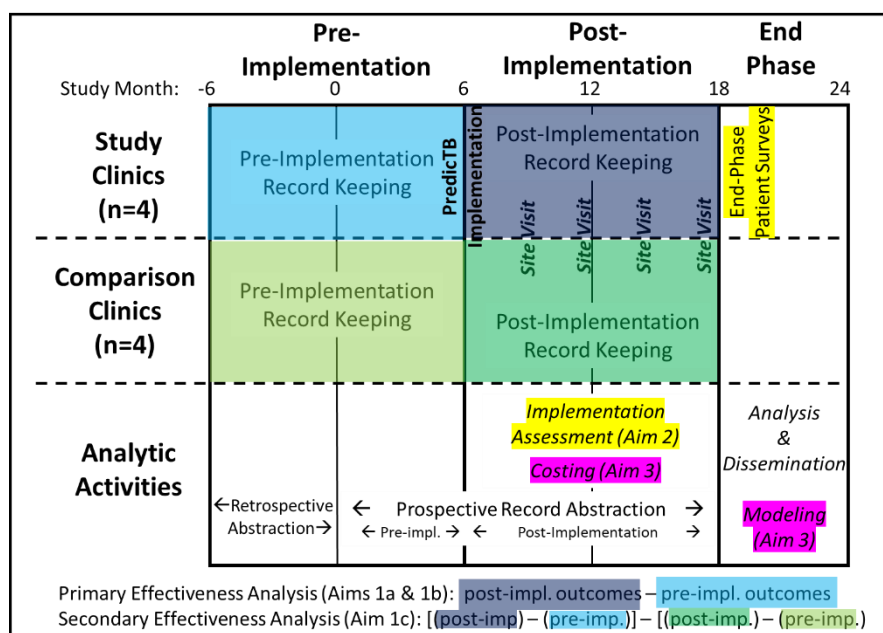 Pre-
Implementation
Post-
Implementation
End
Phase
Study Month:
-6
0
6
12
18
24
Study
Clinics
(n=4)
Pre-Implementation
Record Keeping
PredicTB
Implementation
Post-Implementation
Record Keeping
Site Visit
Site Visit
Site Visit
Site Visit
End-Phase
Patient Surveys
Comparison
Clinics
(n=4)
Pre-Implementation
Record Keeping
Post-Implementation
Record Keeping
Analytic
Activities
Implementation
Assessment (Aim 2)
Costing (Aim 3)
Analysis
&
Dissemination
Modeling
(Aim 3)
←Retrospective
Abstraction→
← Prospective Record Abstraction →
← Pre-impl. →
← Post-Implementation →
Primary Effectiveness Analysis (Aims 1a & 1b): post-impl. outcomes – pre-impl. outcomes
Secondary Effectiveness Analysis (Aim 1c): [(post-imp) – (pre-imp.)] – [(post-imp.) – (pre-imp.)